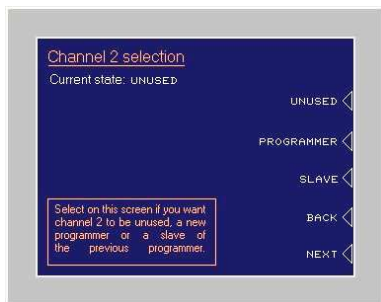 Channel 2 selection
Current state: UNUSED
UNUSED
PROGRAMMER
SLAVE
Select on this screen if you want
channel 2 to be unused, a new
programmer or a slave of
the previous programmer.
BACK
NEXT